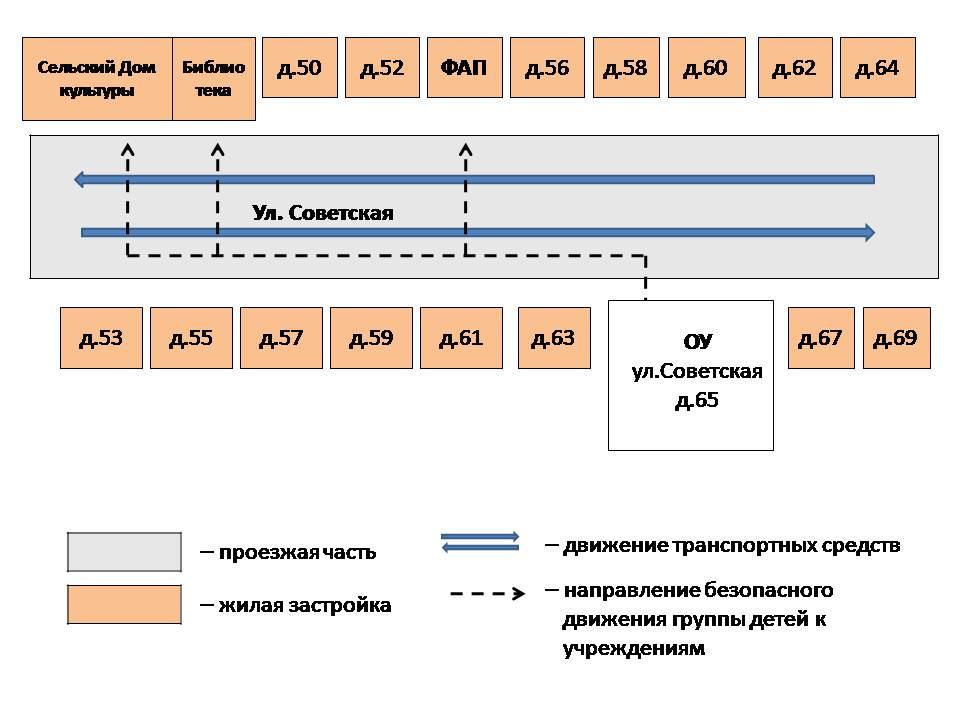 Сельский Дом
культуры
Библио
тека
д.50
д.52
ФАП
д.56
д.58
д.60
д.62
д.64
Ул. Советская
д.53
д.55
д.57
д.59
д.61
д.63
ОУ
ул.Советская
д.65
д.67
д.69
– проезжая часть
– жилая застройка
– движение транспортных средств
– направление безопасного
движения группы детей к
учреждениям